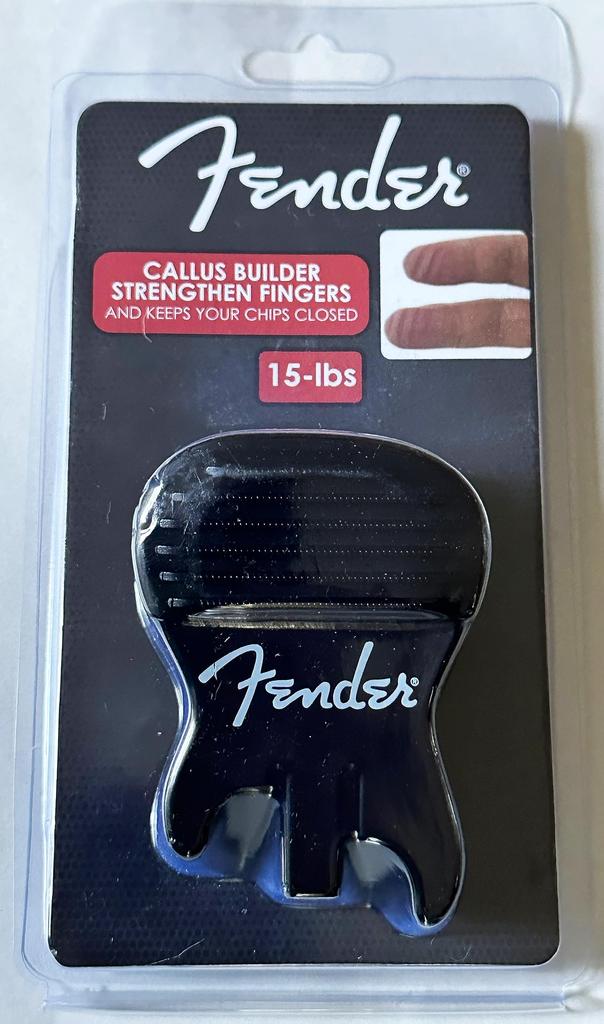 Fender®
CALLUS BUILDER
STRENGTHEN FINGERS
AND KEEPS YOUR CHIPS CLOSED
15-lbs
Fender®